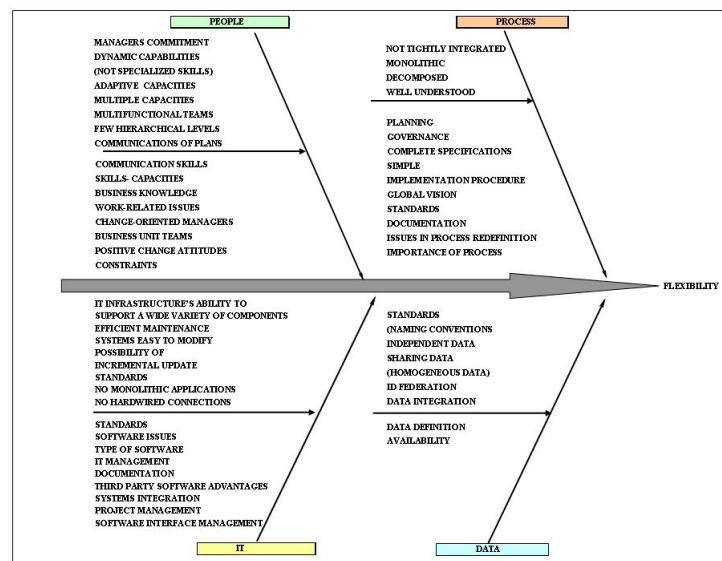 PEOPLE
MANAGERS COMMITMENT
DYNAMIC CAPABILITIES
(NOT SPECIALIZED SKILLS)
ADAPTIVE CAPACITIES
MULTIPLE CAPACITIES
MULTIFUNCTIONAL TEAMS
FEW HIERARCHICAL LEVELS
COMMUNICATIONS OF PLANS
COMMUNICATION SKILLS
SKILLS- CAPACITIES
BUSINESS KNOWLEDGE
WORK-RELATED ISSUES
CHANGE-ORIENTED MANAGERS
BUSINESS UNIT TEAMS
POSITIVE CHANGE ATTITUDES
CONSTRAINTS
PROCESS
NOT TIGHTLY INTEGRATED
MONOLITHIC
DECOMPOSED
WELL UNDERSTOOD
PLANNING
GOVERNANCE
COMPLETE SPECIFICATIONS
SIMPLE
IMPLEMENTATION PROCEDURE
GLOBAL VISION
STANDARDS
DOCUMENTATION
ISSUES IN PROCESS REDEFINITION
IMPORTANCE OF PROCESS
FLEXIBILITY
IT INFRASTRUCTURE'S ABILITY TO
SUPPORT A WIDE VARIETY OF COMPONENTS
EFFICIENT MAINTENANCE
SYSTEMS EASY TO MODIFY
POSSIBILITY OF
INCREMENTAL UPDATE
STANDARDS
NO MONOLITHIC APPLICATIONS
NO HARDWIRED CONNECTIONS
STANDARDS
SOFTWARE ISSUES
TYPE OF SOFTWARE
IT MANAGEMENT
DOCUMENTATION
THIRD PARTY SOFTWARE ADVANTAGES
SYSTEMS INTEGRATION
PROJECT MANAGEMENT
SOFTWARE INTERFACE MANAGEMENT
IT
STANDARDS
(NAMING CONVENTIONS
INDEPENDENT DATA
SHARING DATA
(HOMOGENEOUS DATA)
ID FEDERATION
DATA INTEGRATION
DATA DEFINITION
AVAILABILITY
DATA